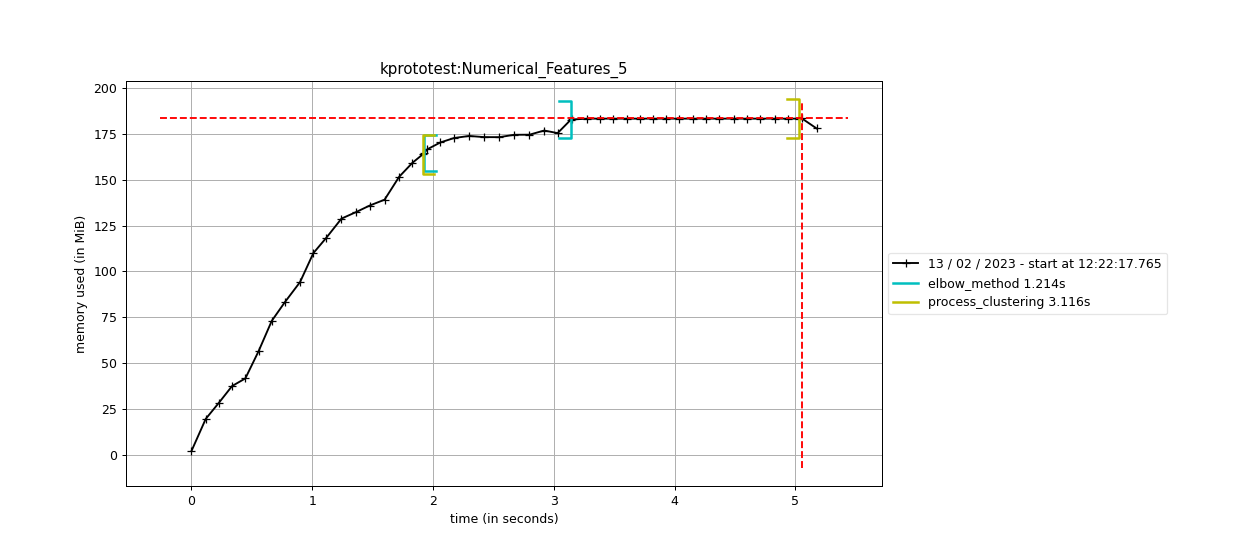 kprototest:Numerical_Features_5
200
175
150
125
100
75
50
25
0
memory used (in MiB)
0 1 2 3 4 5
time (in seconds)
13 / 02 / 2023 - start at 12:22:17.765
elbow_method 1.214s
process_clustering 3.116s